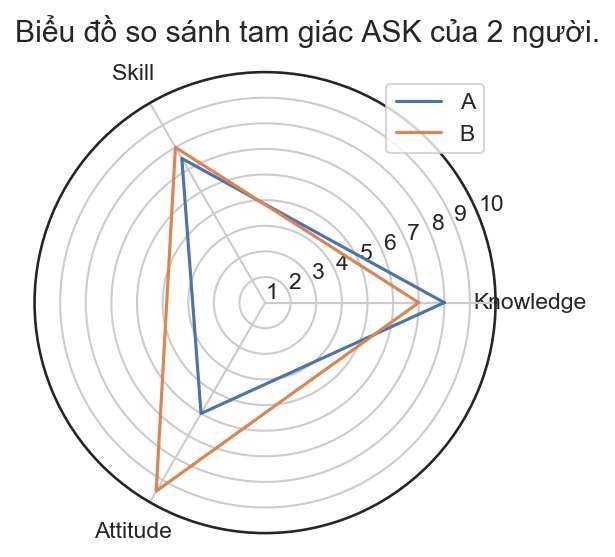 Biểu đồ so sánh tam giác ASK của 2 người.
Skill
A
B
10
9
8
7
6
5
4
3
2
1
Knowledge
Attitude